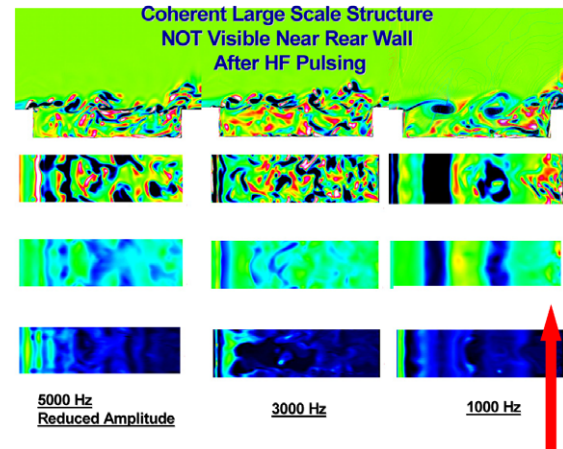 Coherent Large Scale Structure
NOT Visible Near Rear Wall
After HF Pulsing
5000 Hz
Reduced Amplitude
3000 Hz
1000 Hz